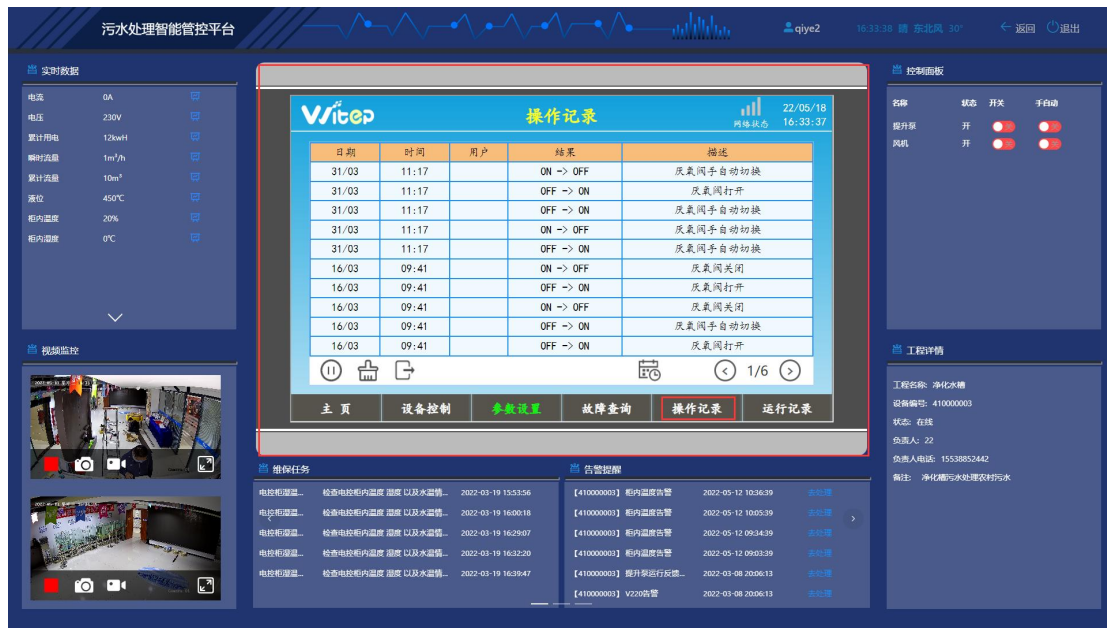 污水处理智能管控平台
qiye2
16:33:38 晴 东北风 30°
返回
退出
实时数据
电流 0A
电压 230V
累计用电 12kwH
瞬时流量 1m³/h
累计流量 10m³
液位 450℃
柜内温度 20%
柜内湿度 0℃
视频监控
Witep
操作记录
网络状态
22/05/18
16:33:37
日期 时间 用户 结果 描述
31/03 11:17 ON -> OFF 厌氧阀手自动切换
31/03 11:17 OFF -> ON 厌氧阀打开
31/03 11:17 OFF -> ON 厌氧阀手自动切换
31/03 11:17 ON -> OFF 厌氧阀手自动切换
31/03 11:17 OFF -> ON 厌氧阀手自动切换
16/03 09:41 ON -> OFF 厌氧阀关闭
16/03 09:41 OFF -> ON 厌氧阀打开
16/03 09:41 ON -> OFF 厌氧阀关闭
16/03 09:41 OFF -> ON 厌氧阀手自动切换
16/03 09:41 OFF -> ON 厌氧阀打开
1/6
主 页 设备控制 参数设置 故障查询 操作记录 运行记录
维保任务
电控柜湿温... 检查电控柜内温度 湿度 以及水温情... 2022-03-19 15:53:56
电控柜湿温... 检查电控柜内温度 湿度 以及水温情... 2022-03-19 16:00:18
电控柜湿温... 检查电控柜内温度 湿度 以及水温情... 2022-03-19 16:29:07
电控柜湿温... 检查电控柜内温度 湿度 以及水温情... 2022-03-19 16:32:20
电控柜湿温... 检查电控柜内温度 湿度 以及水温情... 2022-03-19 16:39:47
告警提醒
【410000003】 柜内温度告警 2022-05-12 10:36:39 去处理
【410000003】 柜内温度告警 2022-05-12 10:05:39 去处理
【410000003】 柜内温度告警 2022-05-12 09:34:39 去处理
【410000003】 柜内温度告警 2022-05-12 09:03:39 去处理
【410000003】 提升泵运行反馈... 2022-03-08 20:06:13 去处理
【410000003】 V220告警 2022-03-08 20:06:13 去处理
控制面板
名称 状态 开关 手自动
提升泵 开
风机 开
工程详情
工程名称: 净化水槽
设备编号: 410000003
状态: 在线
负责人: 22
负责人电话: 15538852442
备注: 净化槽污水处理农村污水